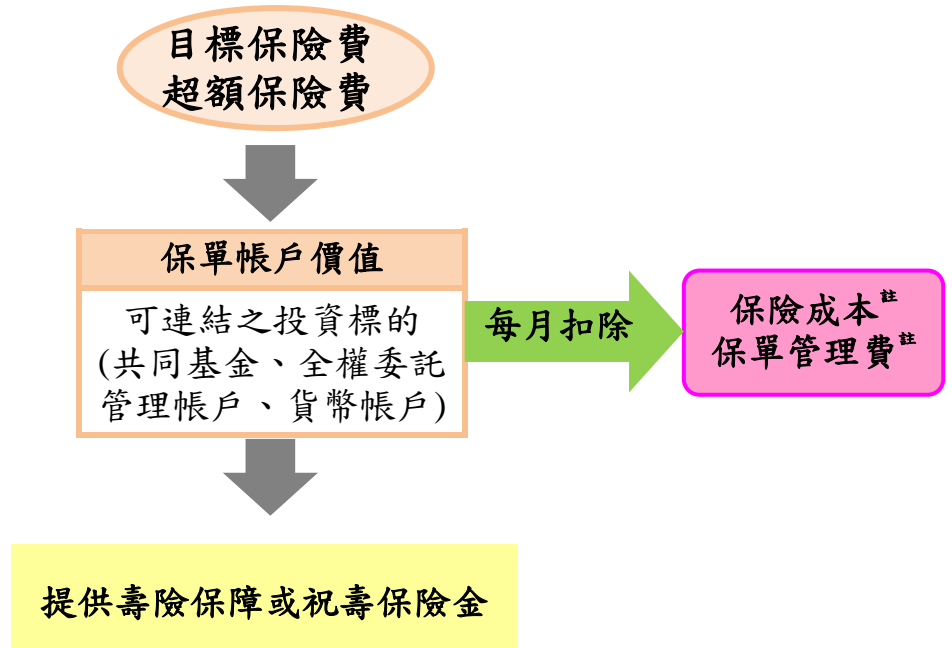 目標保險費
超額保險費
保單帳戶價值
可連結之投資標的
(共同基金、全權委託
管理帳戶、貨幣帳戶)
每月扣除
保險成本註
保單管理費註
提供壽險保障或祝壽保險金